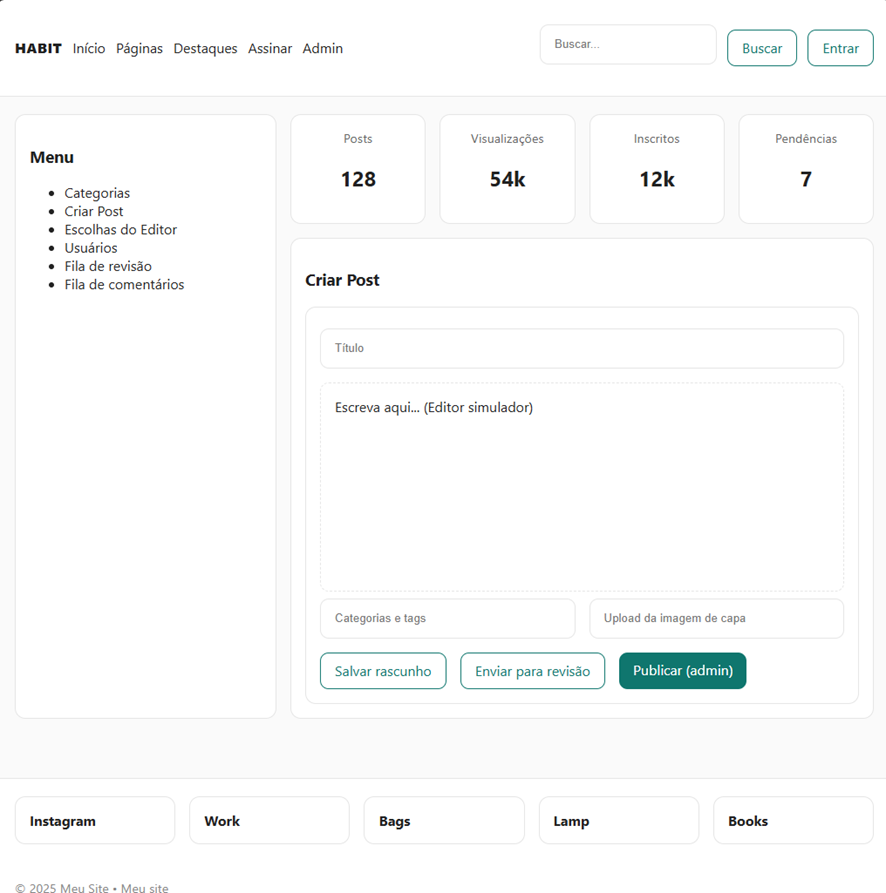 HABIT Início Páginas Destaques Assinar Admin Buscar... Buscar Entrar
Menu
Categorias
Criar Post
Escolhas do Editor
Usuários
Fila de revisão
Fila de comentários
Posts
128
Visualizações
54k
Inscritos
12k
Pendências
7
Criar Post
Título
Escreva aqui... (Editor simulador)
Categorias e tags
Upload da imagem de capa
Salvar rascunho
Enviar para revisão
Publicar (admin)
Instagram
Work
Bags
Lamp
Books
© 2025 Meu Site • Meu site